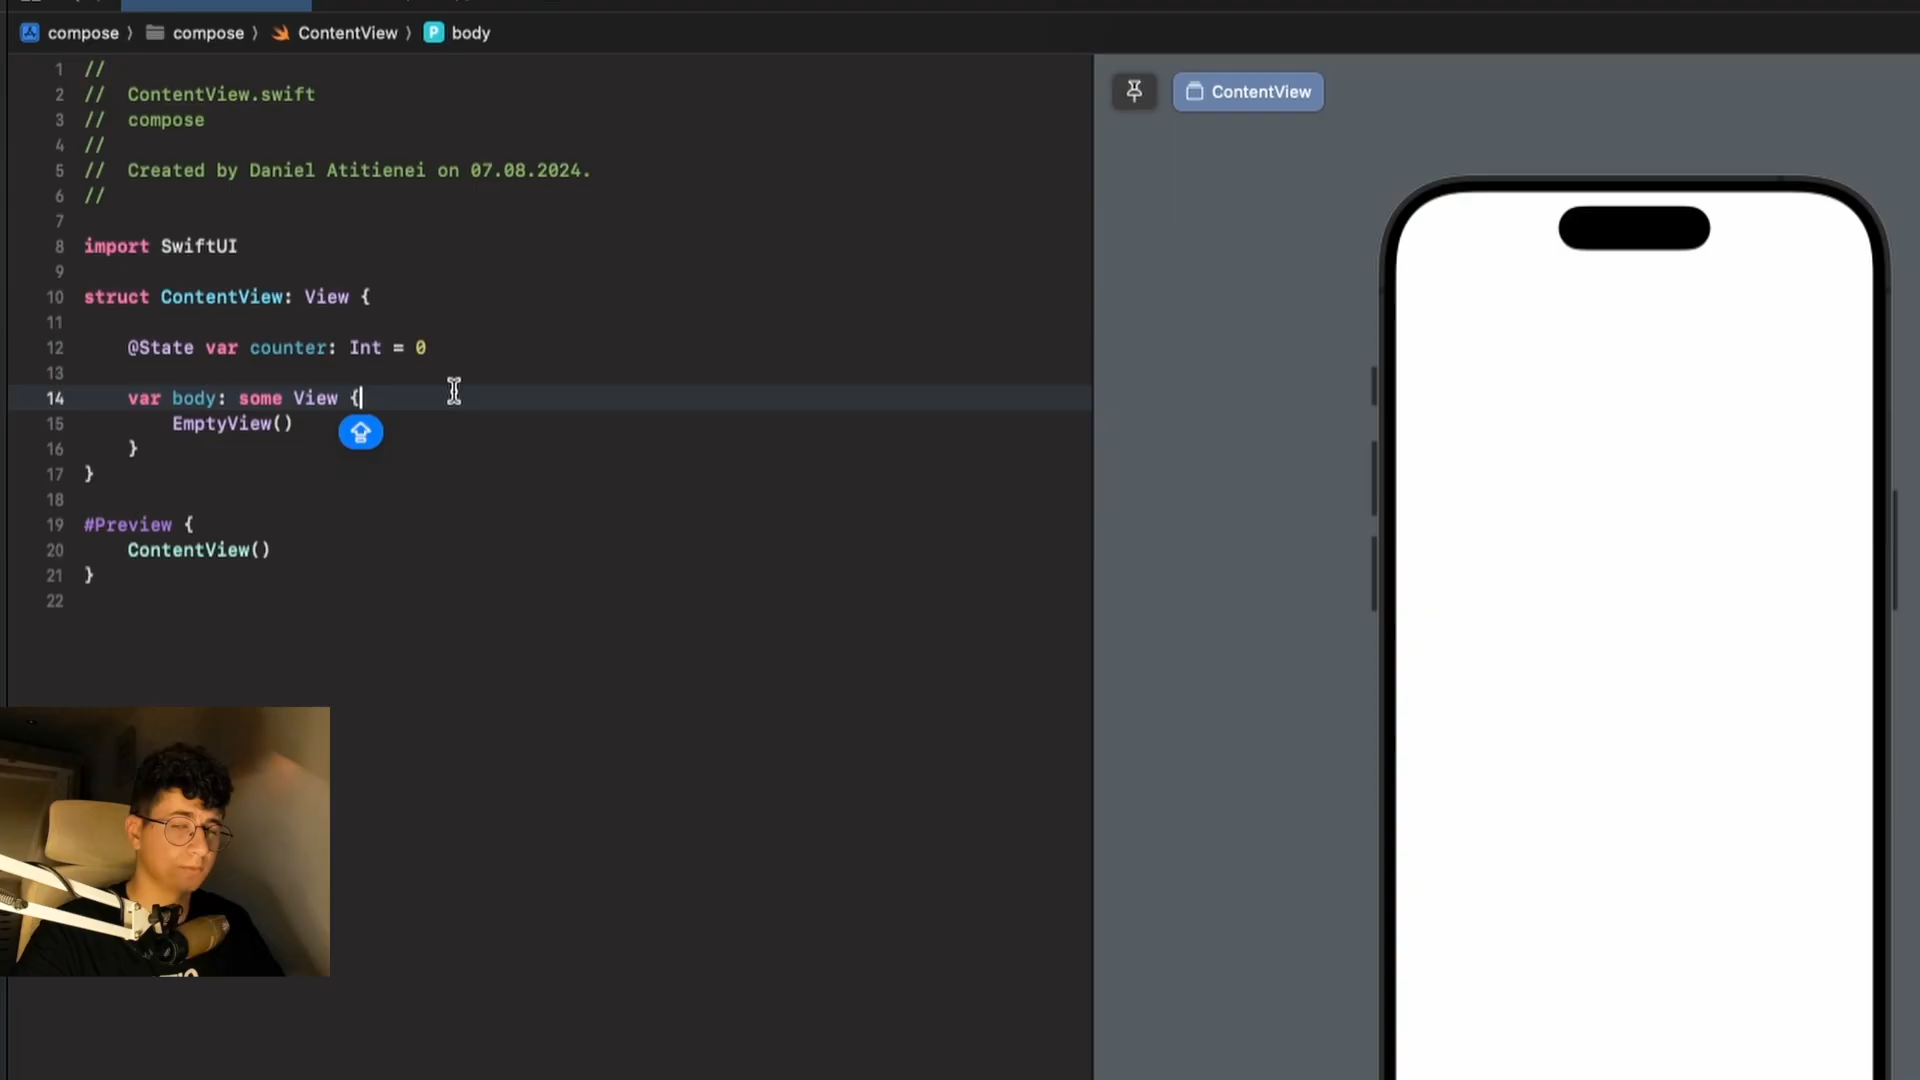 compose ⟩ compose ⟩ ContentView ⟩ P body
1 //
2 // ContentView.swift
3 // compose
4 //
5 // Created by Daniel Atitienei on 07.08.2024.
6 //
7
8 import SwiftUI
9
10 struct ContentView: View {
11
12 @State var counter: Int = 0
13
14 var body: some View {
15 EmptyView()
16 }
17 }
18
19 #Preview {
20 ContentView()
21 }
22
ContentView